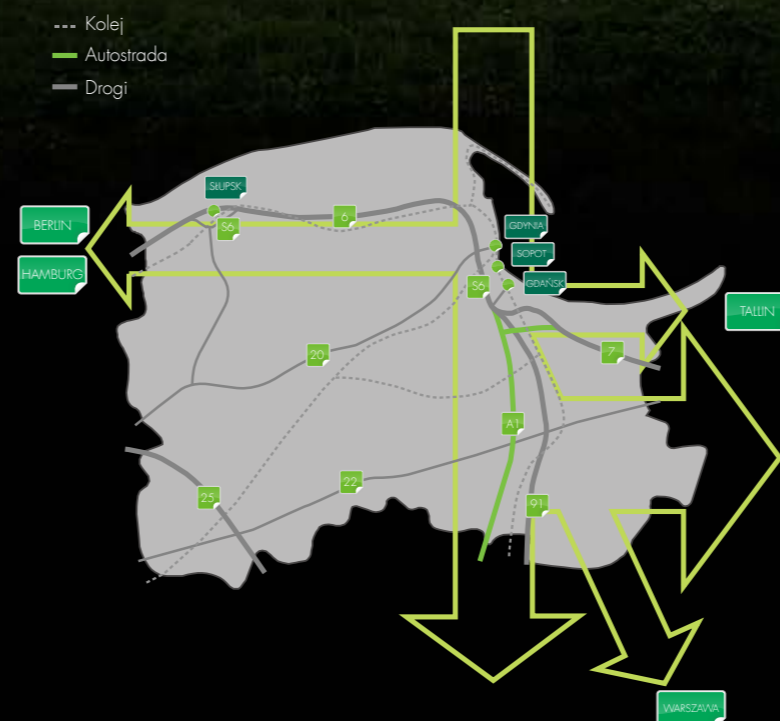 Kolej
Autostrada
Drogi
SŁUPSK
BERLIN
S6
6
GDYNIA
SOPOT
HAMBURG
S6
GDAŃSK
TALLIN
20
7
A1
22
25
91
WARSZAWA